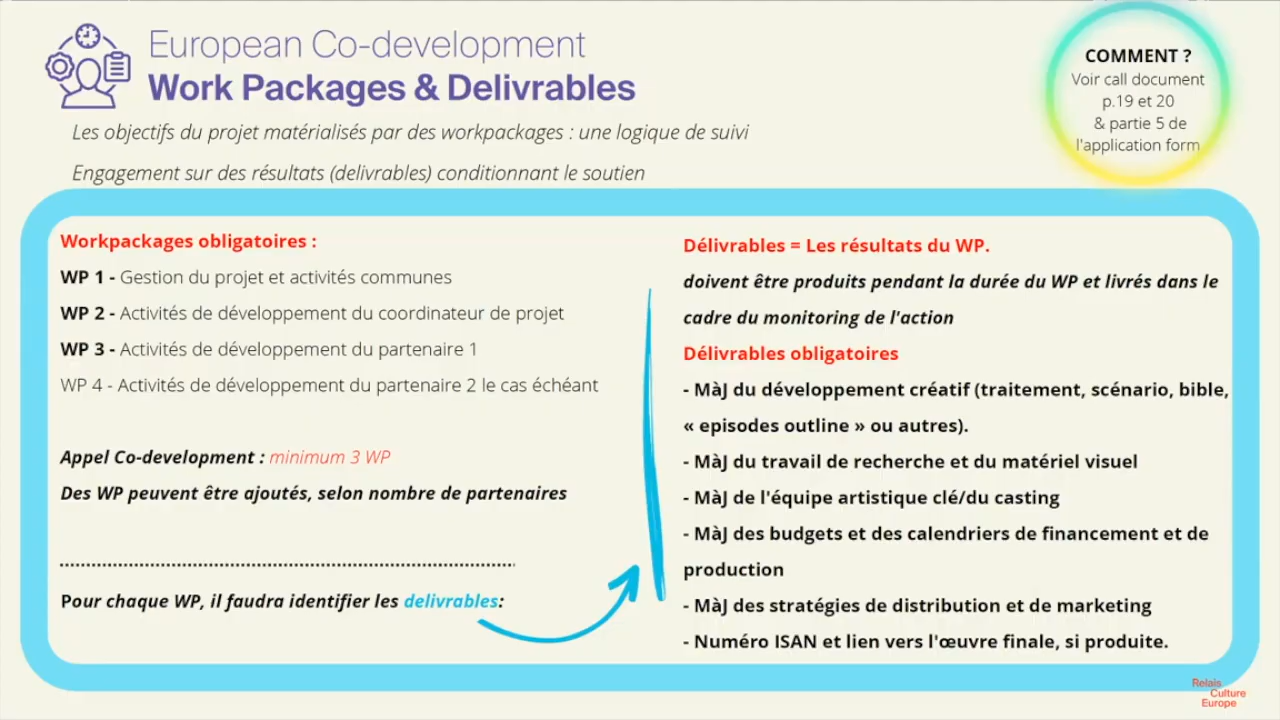 European Co-development
Work Packages & Delivrables
Les objectifs du projet matérialisés par des workpackages : une logique de suivi
Engagement sur des résultats (delivrables) conditionnant le soutien
COMMENT ?
Voir call document
p.19 et 20
& partie 5 de
l'application form
Workpackages obligatoires :
WP 1 - Gestion du projet et activités communes
WP 2 - Activités de développement du coordinateur de projet
WP 3 - Activités de développement du partenaire 1
WP 4 - Activités de développement du partenaire 2 le cas échéant
Appel Co-development : minimum 3 WP
Des WP peuvent être ajoutés, selon nombre de partenaires
Pour chaque WP, il faudra identifier les delivrables:
Délivrables = Les résultats du WP.
doivent être produits pendant la durée du WP et livrés dans le
cadre du monitoring de l'action
Délivrables obligatoires
- MàJ du développement créatif (traitement, scénario, bible,
« episodes outline » ou autres).
- MàJ du travail de recherche et du matériel visuel
- MàJ de l'équipe artistique clé/du casting
- MàJ des budgets et des calendriers de financement et de
production
- MàJ des stratégies de distribution et de marketing
- Numéro ISAN et lien vers l'œuvre finale, si produite.
Relais
Culture
Europe